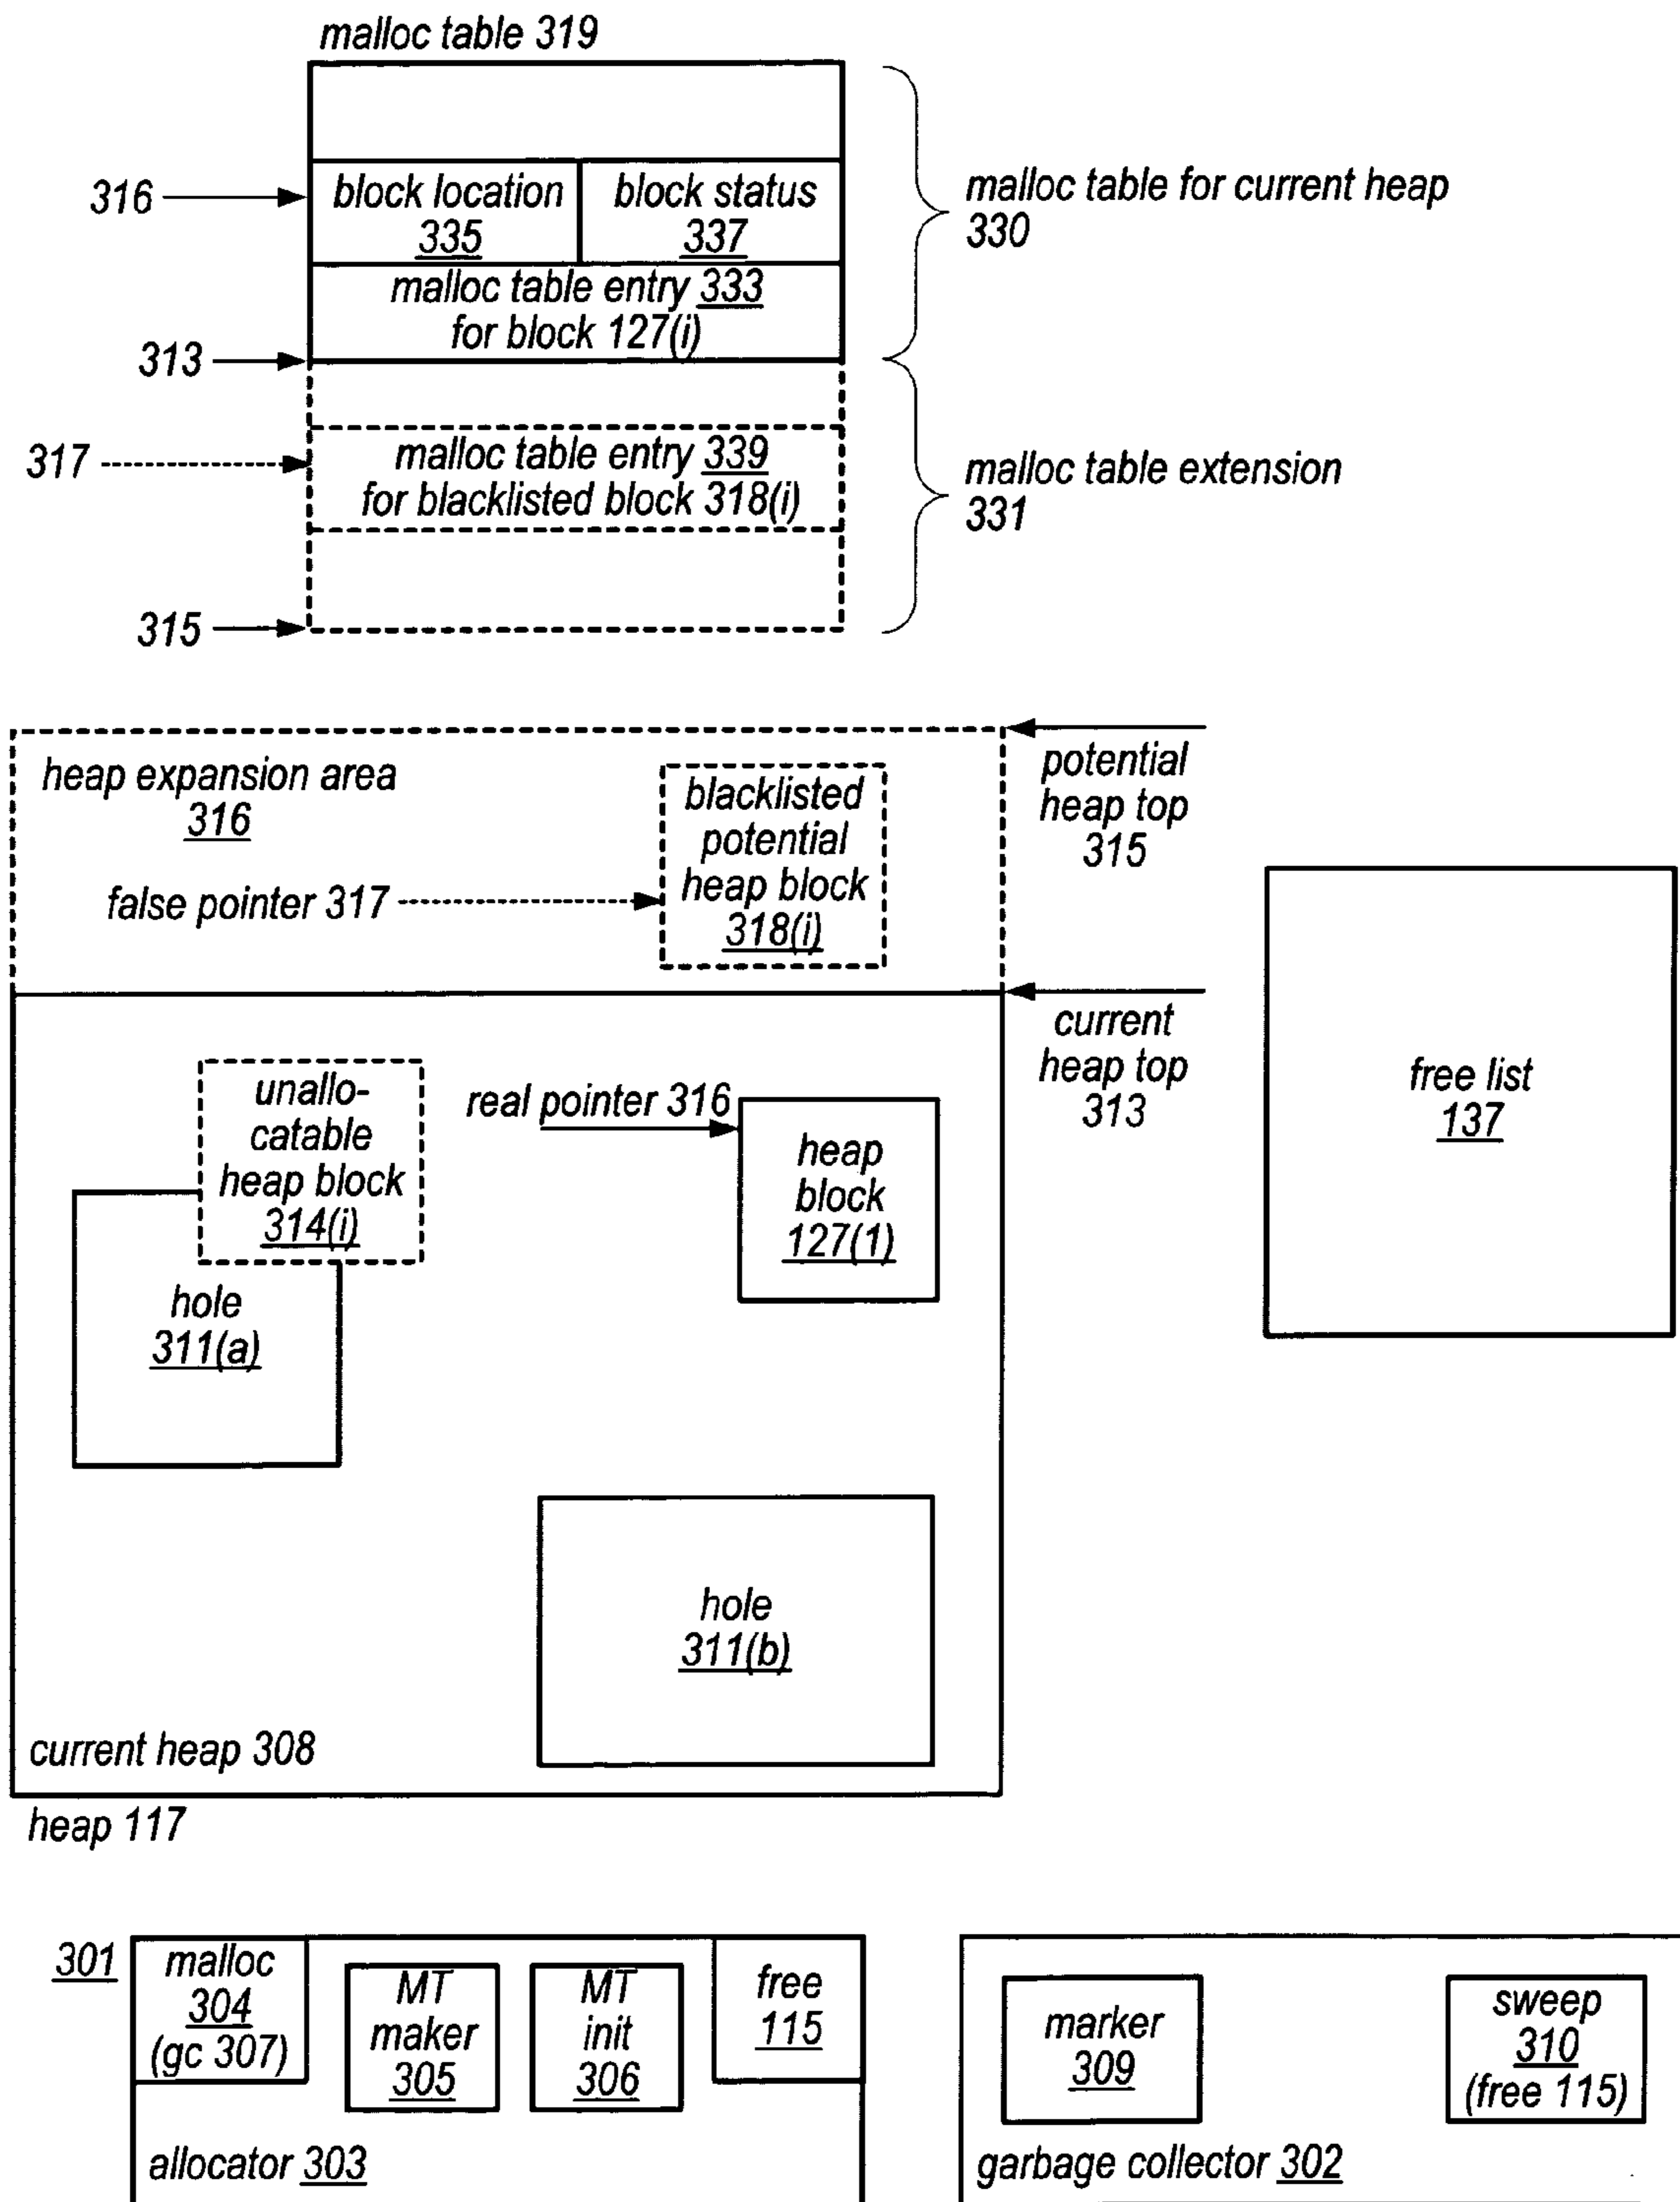 malloc table 319
316
block location
335
block status
337
malloc table for current heap
330
malloc table entry 333
for block 127(i)
313
317
malloc table entry 339
for blacklisted block 318(i)
malloc table extension
331
315
heap expansion area
316
blacklisted
potential
heap block
318(i)
false pointer 317
potential
heap top
315
current
heap top
313
free list
137
unallo-
catable
heap block
314(i)
real pointer 316
heap
block
127(1)
hole
311(a)
hole
311(b)
current heap 308
heap 117
301
malloc
304
(gc 307)
MT
maker
305
MT
init
306
free
115
allocator 303
marker
309
sweep
310
(free 115)
garbage collector 302